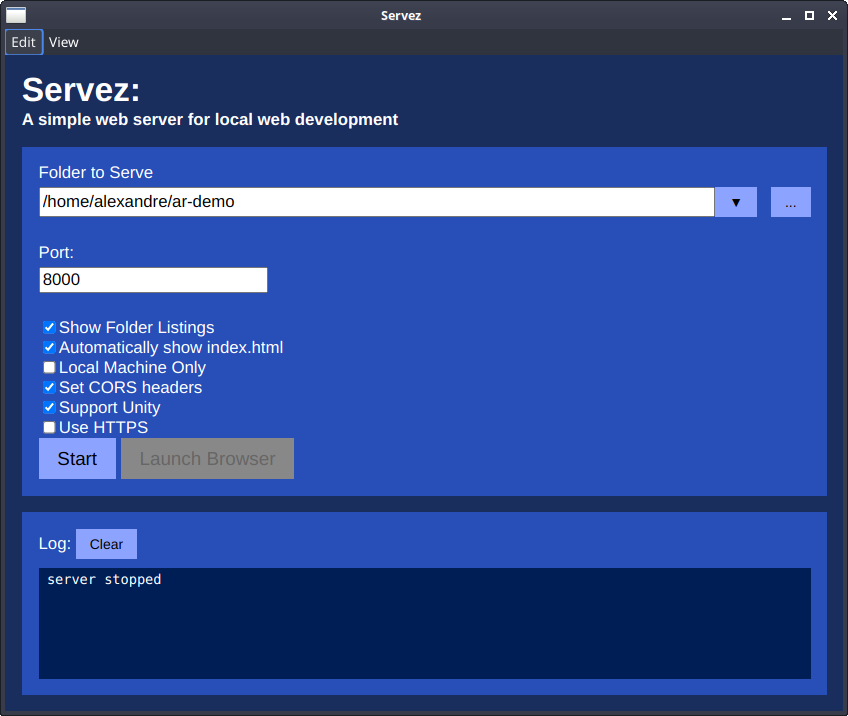 Servez
Edit View
Servez:
A simple web server for local web development
Folder to Serve
/home/alexandre/ar-demo ▼ ...
Port:
8000
Show Folder Listings
Automatically show index.html
Local Machine Only
Set CORS headers
Support Unity
Use HTTPS
Start Launch Browser
Log: Clear
server stopped